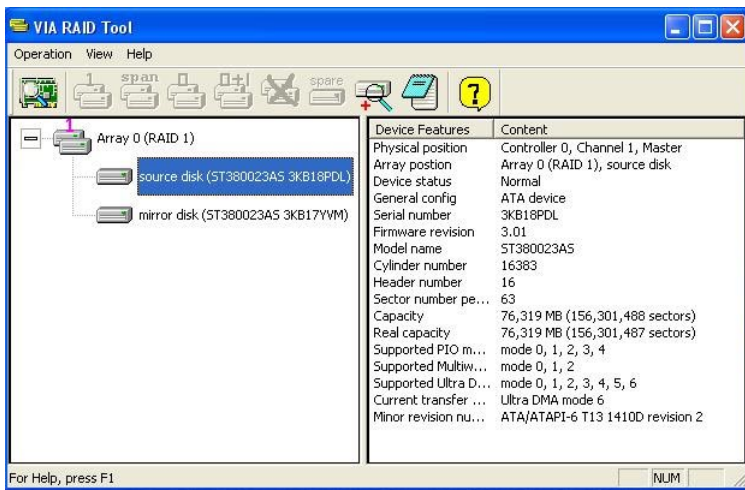 VIA RAID Tool
Operation View Help
1 span spare
1
Array 0 (RAID 1)
source disk (ST380023AS 3KB18PDL)
mirror disk (ST380023AS 3KB17YVM)
Device Features Content
Physical position Controller 0, Channel 1, Master
Array postion Array 0 (RAID 1), source disk
Device status Normal
General config ATA device
Serial number 3KB18PDL
Firmware revision 3.01
Model name ST380023AS
Cylinder number 16383
Header number 16
Sector number pe... 63
Capacity 76,319 MB (156,301,488 sectors)
Real capacity 76,319 MB (156,301,487 sectors)
Supported PIO m... mode 0, 1, 2, 3, 4
Supported Multiw... mode 0, 1, 2
Supported Ultra D... mode 0, 1, 2, 3, 4, 5, 6
Current transfer ... Ultra DMA mode 6
Minor revision nu... ATA/ATAPI-6 T13 1410D revision 2
For Help, press F1 NUM